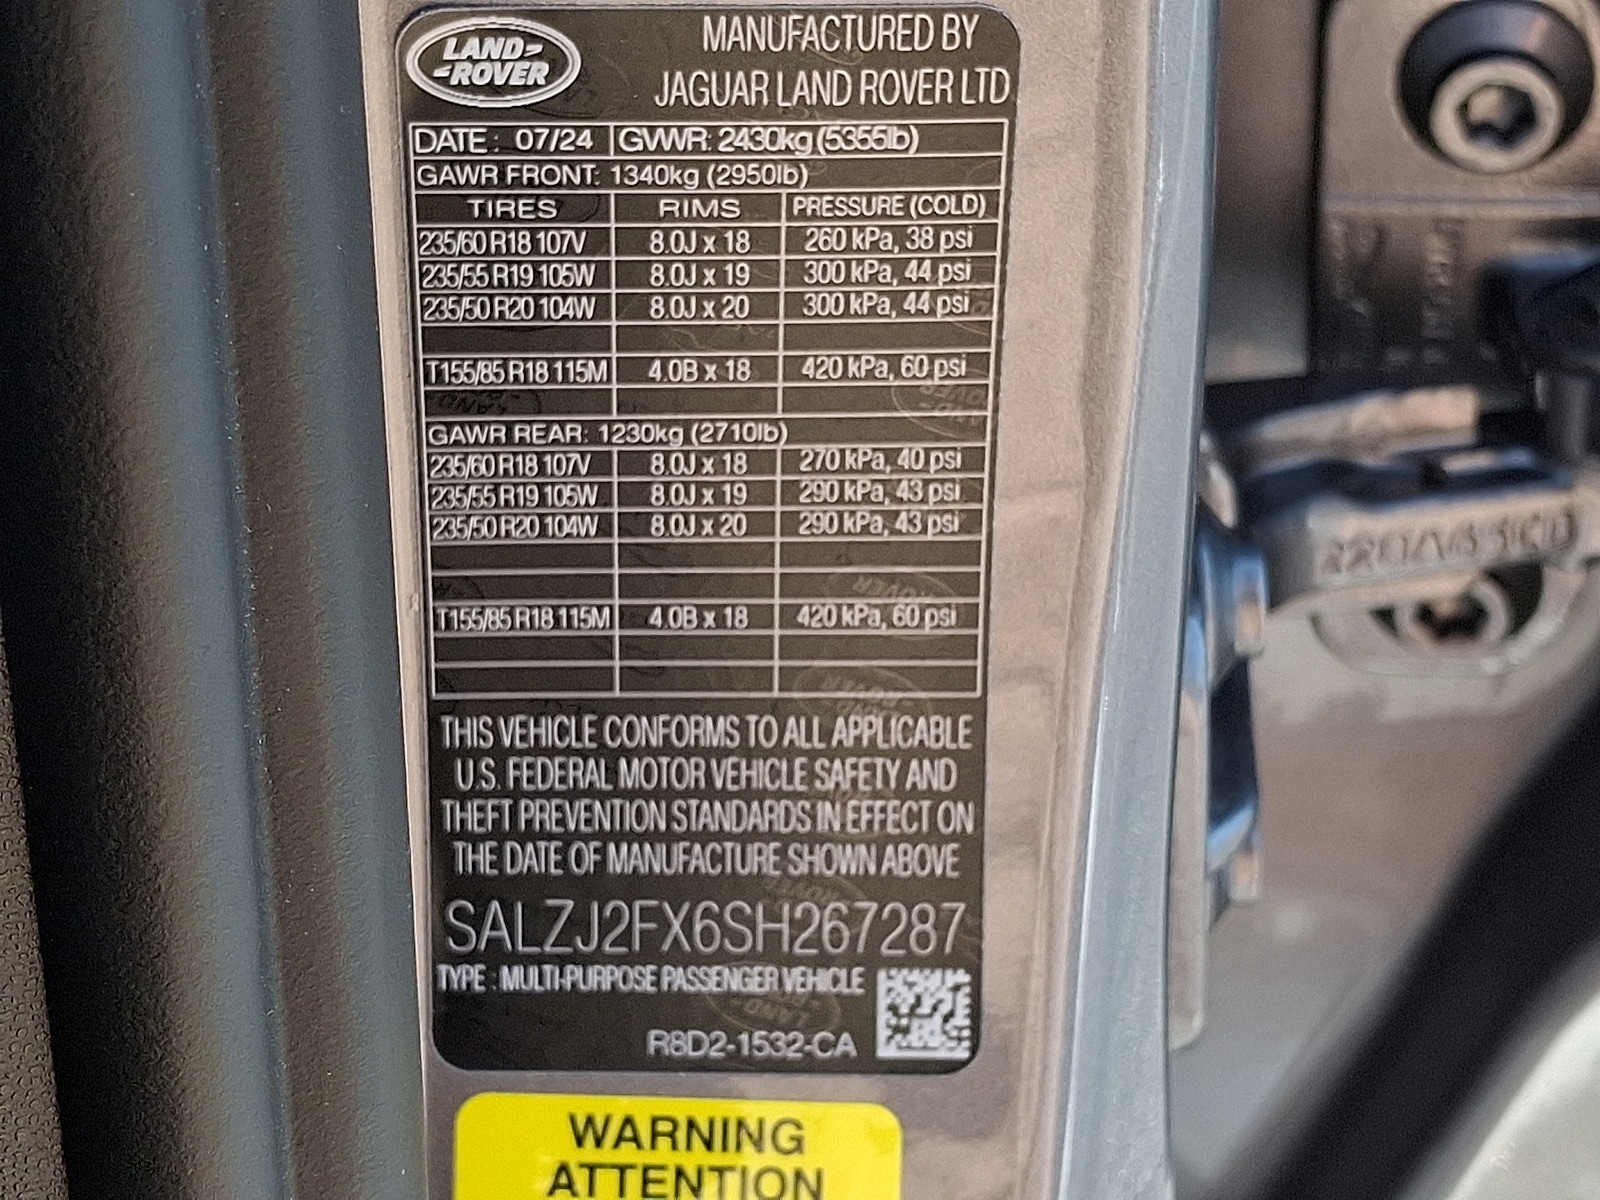 LAND-
-ROVER
MANUFACTURED BY
JAGUAR LAND ROVER LTD
DATE : 07/24 GVWR: 2430kg (5355lb)
GAWR FRONT: 1340kg (2950lb)
TIRES RIMS PRESSURE (COLD)
235/60 R18 107V 8.0J x 18 260 kPa, 38 psi
235/55 R19 105W 8.0J x 19 300 kPa, 44 psi
235/50 R20 104W 8.0J x 20 300 kPa, 44 psi
T155/85 R18 115M 4.0B x 18 420 kPa, 60 psi
GAWR REAR: 1230kg (2710lb)
235/60 R18 107V 8.0J x 18 270 kPa, 40 psi
235/55 R19 105W 8.0J x 19 290 kPa, 43 psi
235/50 R20 104W 8.0J x 20 290 kPa, 43 psi
T155/85 R18 115M 4.0B x 18 420 kPa, 60 psi
THIS VEHICLE CONFORMS TO ALL APPLICABLE
U.S. FEDERAL MOTOR VEHICLE SAFETY AND
THEFT PREVENTION STANDARDS IN EFFECT ON
THE DATE OF MANUFACTURE SHOWN ABOVE
SALZJ2FX6SH267287
TYPE : MULTI-PURPOSE PASSENGER VEHICLE
R8D2-1532-CA
WARNING
ATTENTION